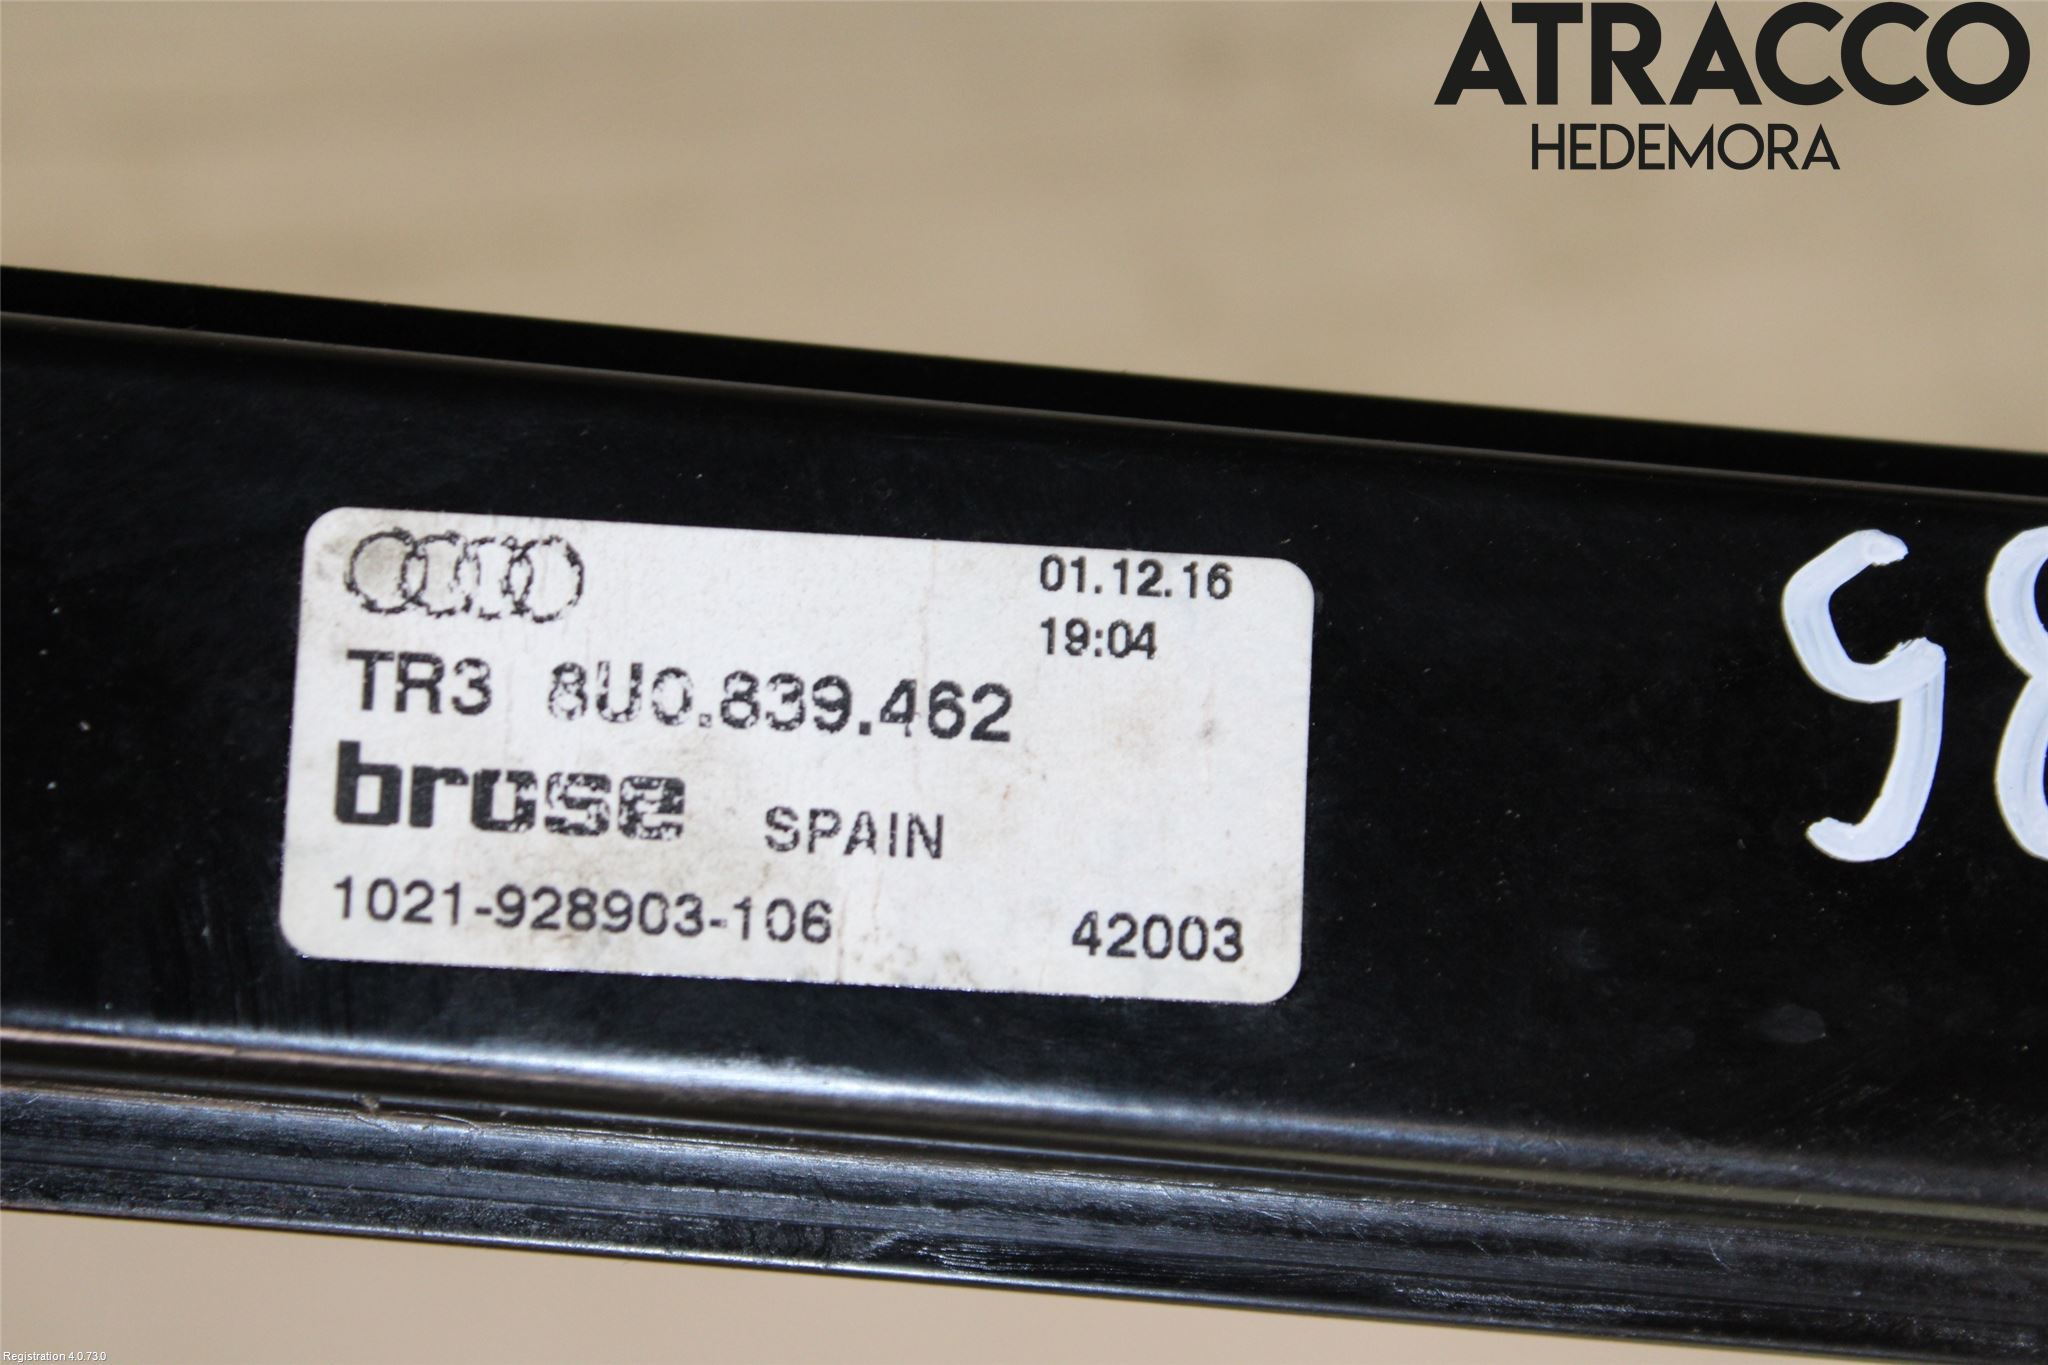 ATRACCO
HEDEMORA
01.12.16
19:04
TR3 8U0.839.462
brose SPAIN
1021-928903-106 42003
Registration 4.0.73.0